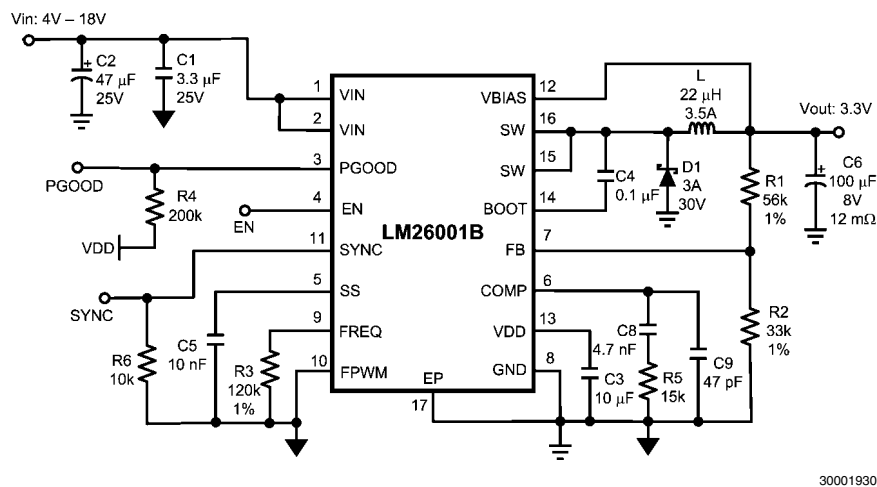 Vin: 4V – 18V
C2
47 μF
25V
C1
3.3 μF
25V
1
VIN
2
VIN
3
PGOOD
PGOOD
R4
200k
VDD
4
EN
EN
11
SYNC
SYNC
5
SS
9
FREQ
10
FPWM
R6
10k
C5
10 nF
R3
120k
1%
LM26001B
EP
17
12
VBIAS
16
SW
15
SW
14
BOOT
7
FB
6
COMP
13
VDD
8
GND
L
22 μH
3.5A
Vout: 3.3V
C4
0.1 μF
D1
3A
30V
R1
56k
1%
C6
100 μF
8V
12 mΩ
R2
33k
1%
C8
4.7 nF
C9
47 pF
C3
10 μF
R5
15k
30001930